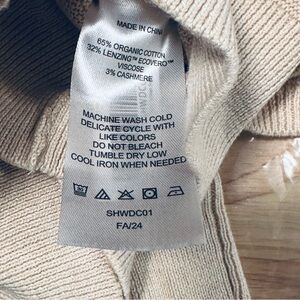 MADE IN CHINA
65% ORGANIC COTTON
32% LENZING™ ECOVERO™
VISCOSE
3% CASHMERE
MACHINE WASH COLD
DELICATE CYCLE WITH
LIKE COLORS
DO NOT BLEACH
TUMBLE DRY LOW
COOL IRON WHEN NEEDED
SHWDC01
FA/24